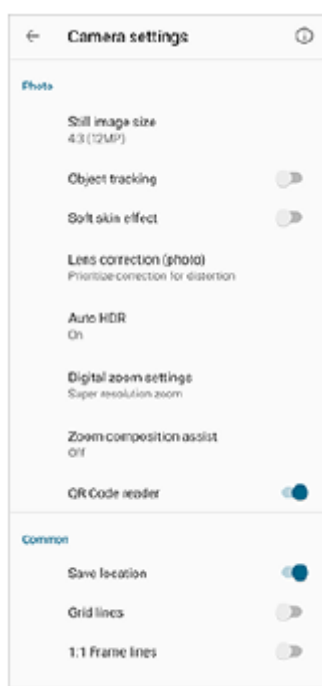 Camera settings
Photo
Still image size
4:3 (12MP)
Object tracking
Soft skin effect
Lens correction (photo)
Prioritize correction for distortion
Auto HDR
On
Digital zoom settings
Super resolution zoom
Zoom composition assist
Off
QR Code reader
Common
Save location
Grid lines
1:1 Frame lines